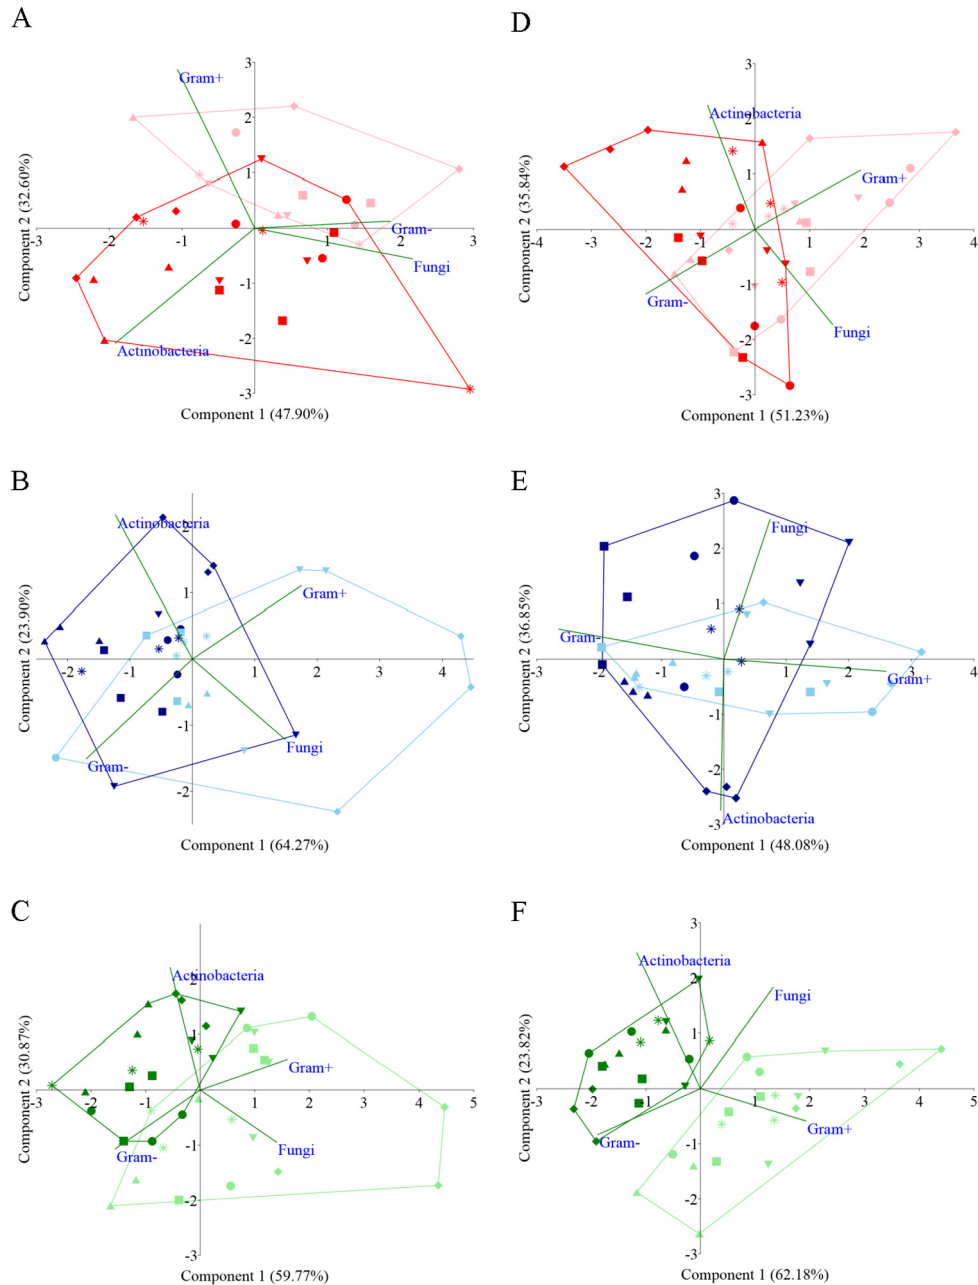 A
3
Gram+
2
1
Component 2 (32.60%)
-3
-2
-1
1
2
3
Gram-
Fungi
-1
-2
Actinobacteria
-3
Component 1 (47.90%)
D
3
Actinobacteria
2
1
Gram+
Component 2 (35.84%)
-4
-3
-2
-1
1
2
3
4
-1
Gram-
-2
Fungi
-3
Component 1 (51.23%)
B
Actinobacteria
2
1
Gram+
Component 2 (23.90%)
-2
-1
1
2
3
4
-1
Fungi
Gram-
-2
Component 1 (64.27%)
E
3
Fungi
2
1
Component 2 (36.85%)
Gram-
-2
-1
1
2
3
Gram+
-1
-2
Actinobacteria
-3
Component 1 (48.08%)
C
Actinobacteria
2
1
Gram+
Component 2 (30.87%)
-3
-2
-1
1
2
3
4
5
-1
Gram-
Fungi
-2
-3
Component 1 (59.77%)
F
3
Actinobacteria
2
Fungi
1
Component 2 (23.82%)
-3
-2
-1
1
2
3
4
5
-1
Gram-
Gram+
-2
-3
Component 1 (62.18%)